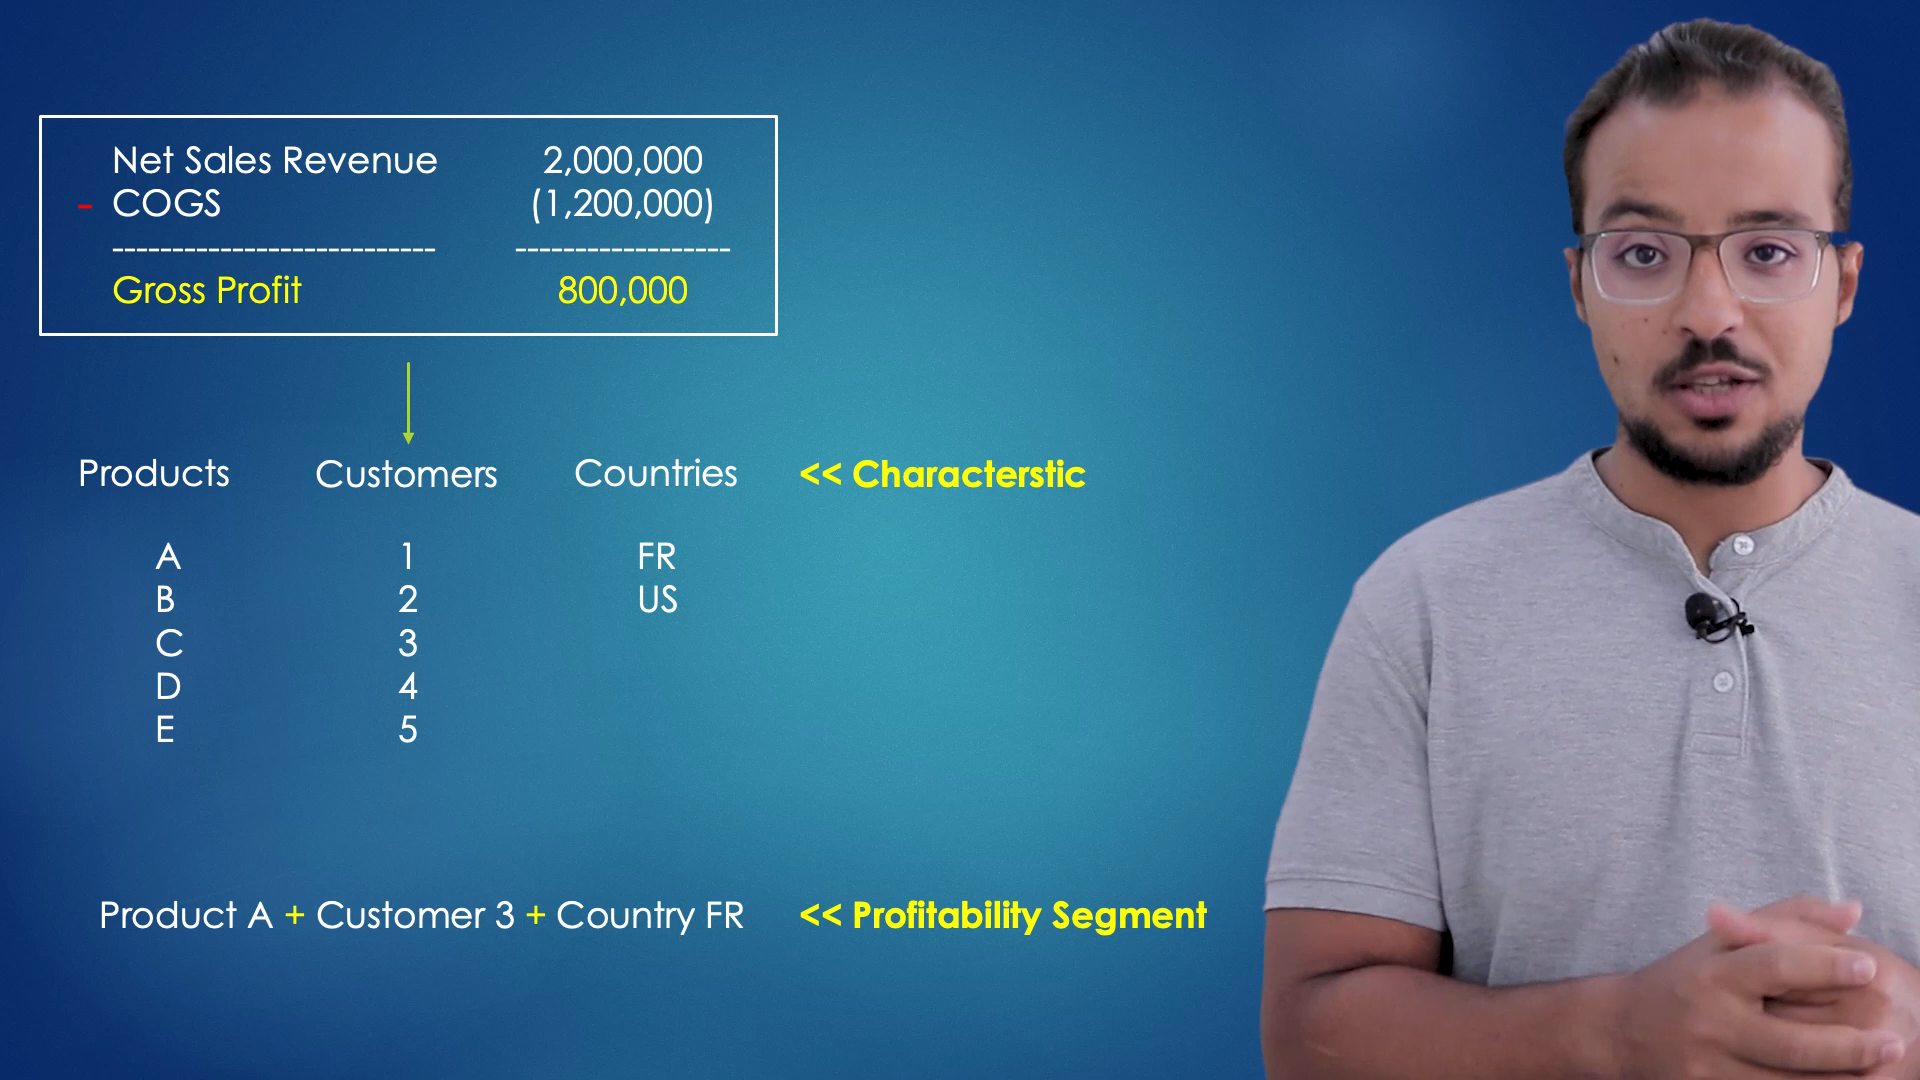 Net Sales Revenue 2,000,000
- COGS (1,200,000)
--------------------------- ------------------
Gross Profit 800,000
Products Customers Countries << Characterstic
A 1 FR
B 2 US
C 3
D 4
E 5
Product A + Customer 3 + Country FR << Profitability Segment